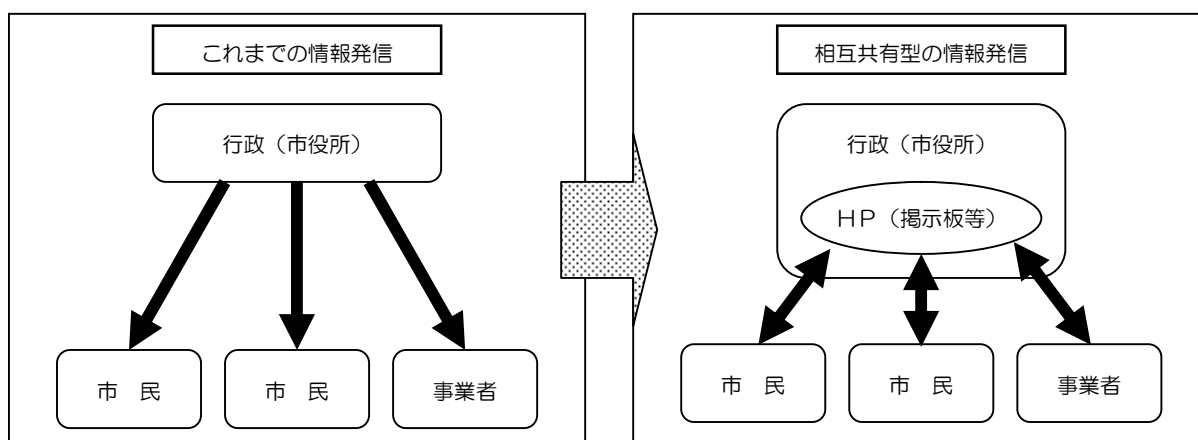 これまでの情報発信
行政（市役所）
市　民
市　民
事業者
相互共有型の情報発信
行政（市役所）
ＨＰ（掲示板等）
市　民
市　民
事業者